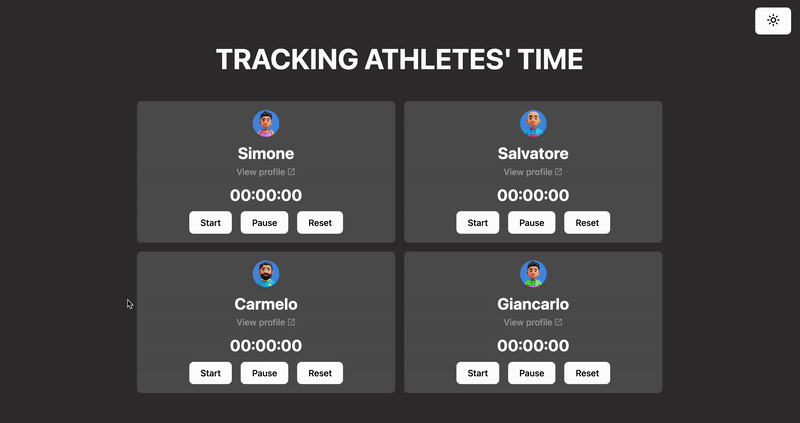 TRACKING ATHLETES' TIME
Simone
View profile
00:00:00
Start Pause Reset
Salvatore
View profile
00:00:00
Start Pause Reset
Carmelo
View profile
00:00:00
Start Pause Reset
Giancarlo
View profile
00:00:00
Start Pause Reset